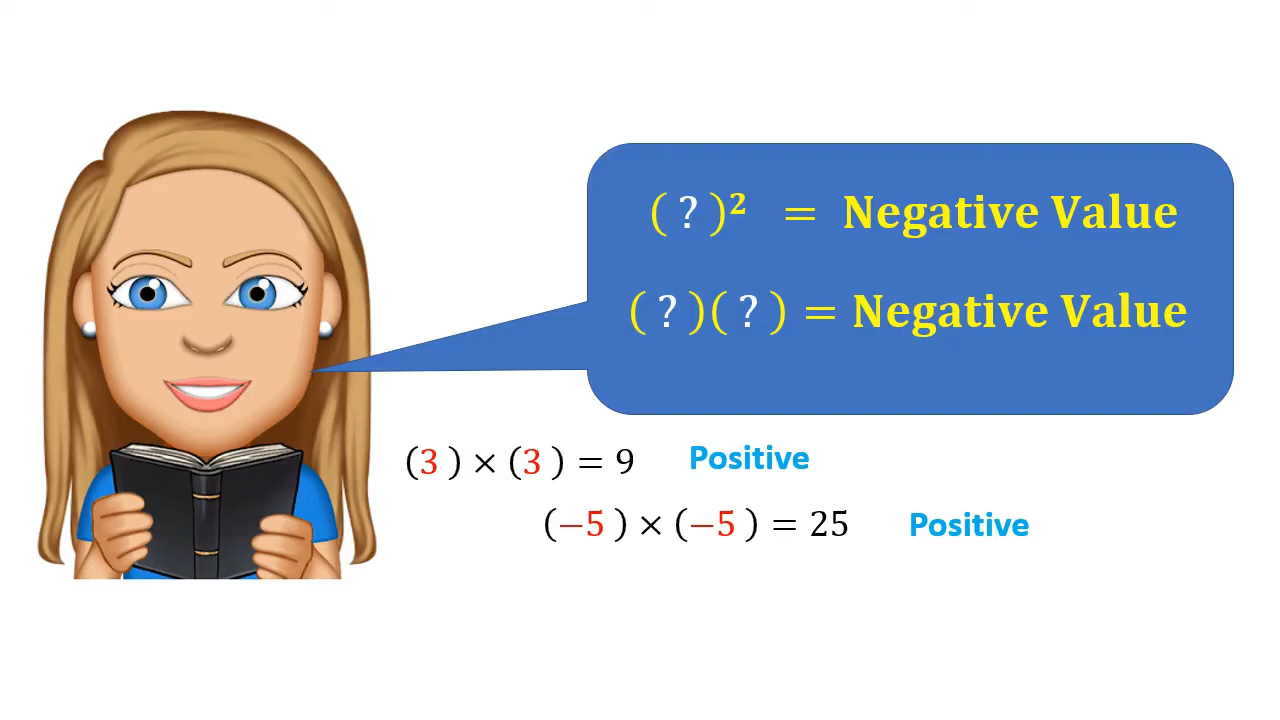 ( ? )² = Negative Value
( ? )( ? ) = Negative Value
(3 ) × (3 ) = 9 Positive
(−5 ) × (−5 ) = 25 Positive